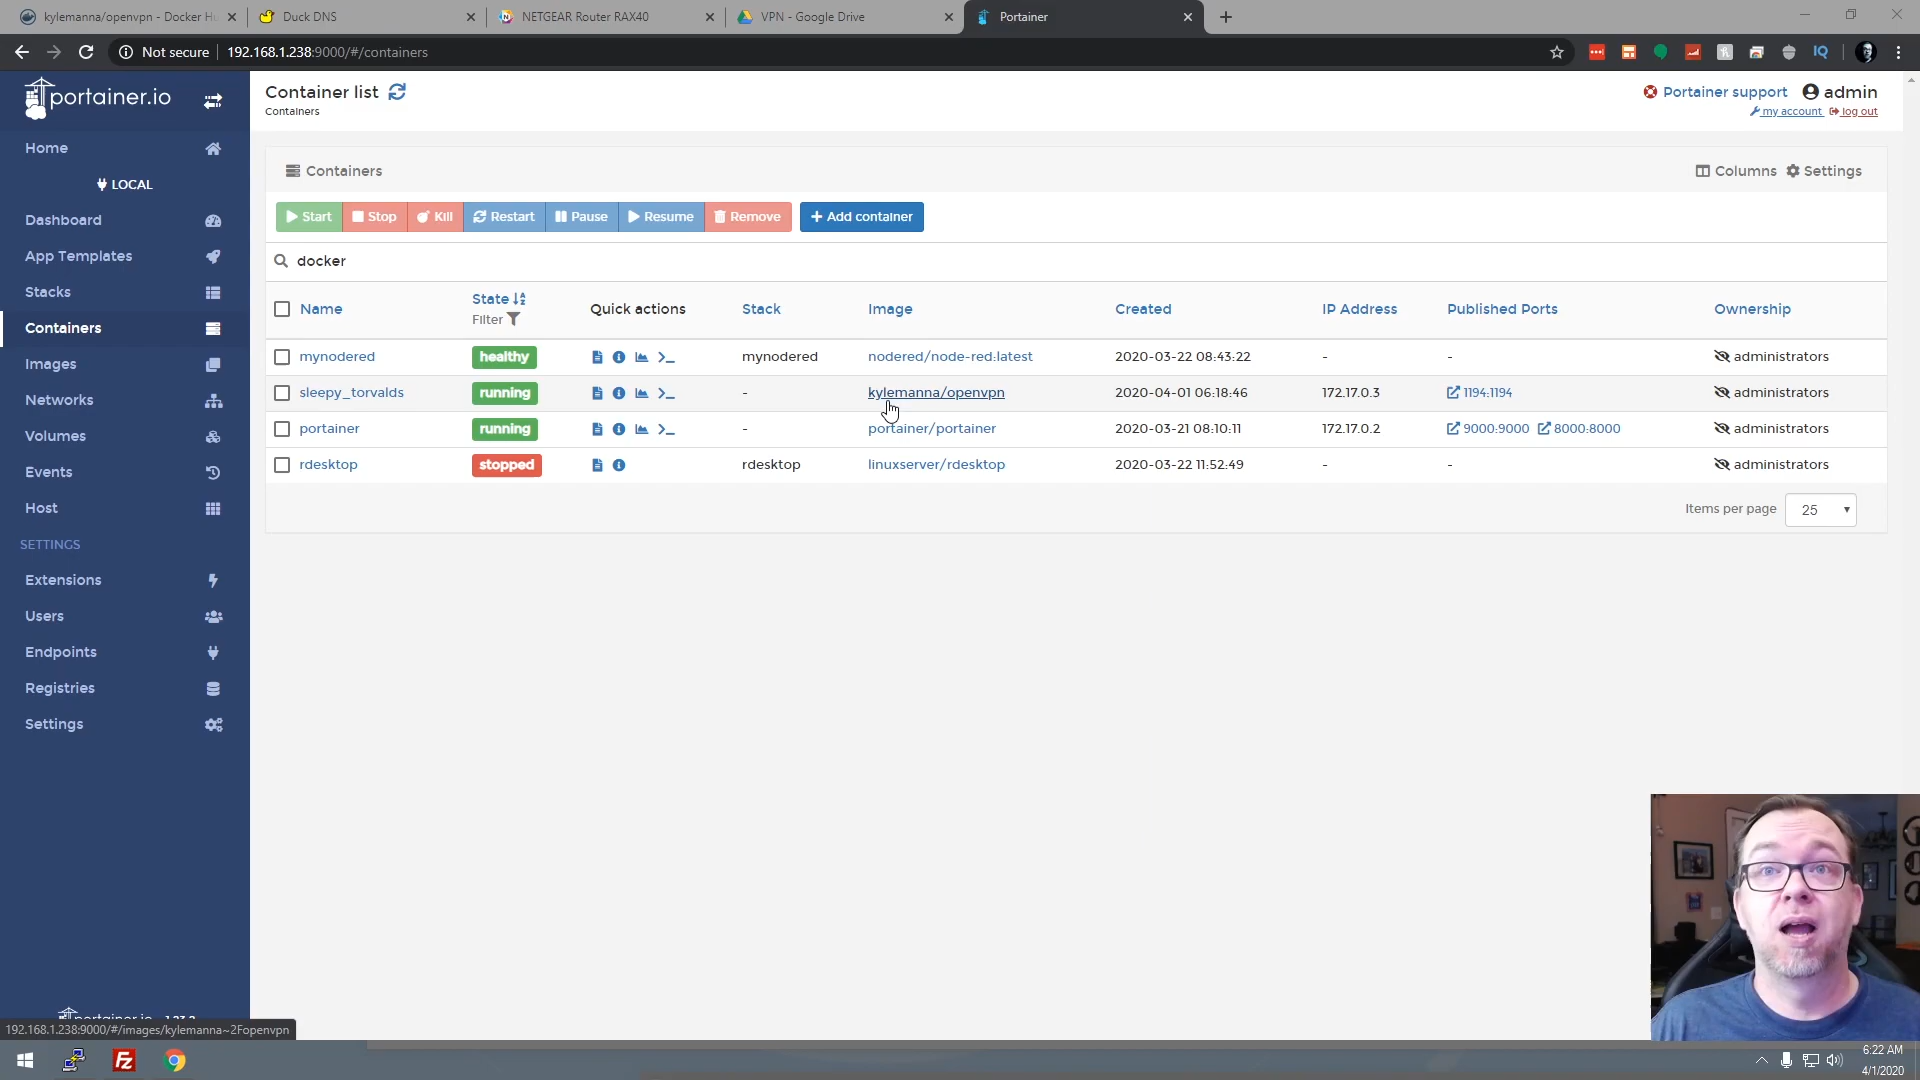 kylemanna/openvpn - Docker Hu
Duck DNS
NETGEAR Router RAX40
VPN - Google Drive
Portainer
Not secure
192.168.1.238:9000/#/containers
IQ
portainer.io
Container list
Containers
Portainer support
admin
my account
log out
Home
LOCAL
Dashboard
App Templates
Stacks
Containers
Images
Networks
Volumes
Events
Host
SETTINGS
Extensions
Users
Endpoints
Registries
Settings
Containers
Columns
Settings
Start
Stop
Kill
Restart
Pause
Resume
Remove
Add container
docker
Name
State
Filter
Quick actions
Stack
Image
Created
IP Address
Published Ports
Ownership
mynodered healthy mynodered nodered/node-red:latest 2020-03-22 08:43:22 - - administrators
sleepy_torvalds running - kylemanna/openvpn 2020-04-01 06:18:46 172.17.0.3 1194:1194 administrators
portainer running - portainer/portainer 2020-03-21 08:10:11 172.17.0.2 9000:9000 8000:8000 administrators
rdesktop stopped rdesktop linuxserver/rdesktop 2020-03-22 11:52:49 - - administrators
Items per page 25
192.168.1.238:9000/#/images/kylemanna~2Fopenvpn
6:22 AM
4/1/2020